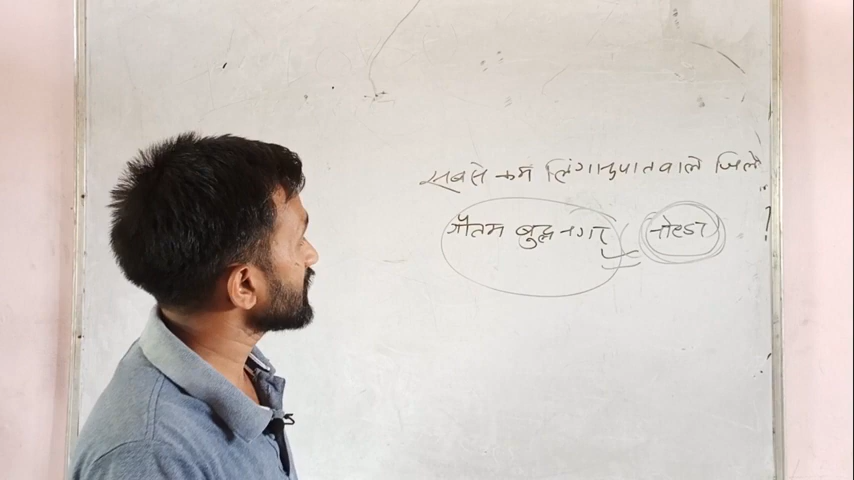 सबसे कम लिंगानुपात वाले जिले
गौतम बुद्ध नगर = नोएडा ?